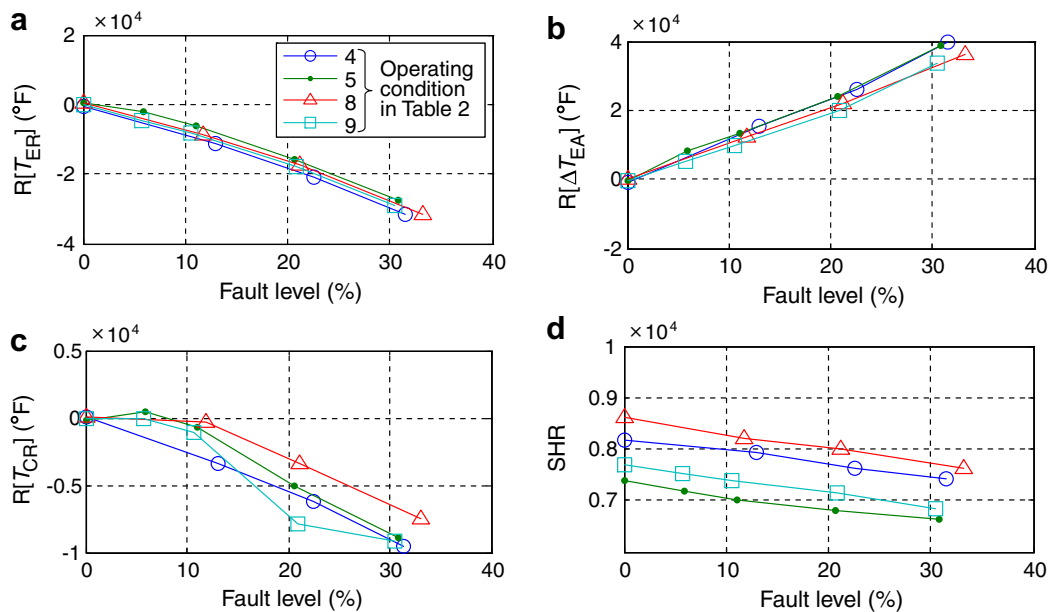 a
×10⁴
2
0
-2
-4
R[T_ER] (°F)
0 10 20 30 40
Fault level (%)
4
5
8
9
Operating
condition
in Table 2
b
×10⁴
4
2
0
-2
R[ΔT_EA] (°F)
0 10 20 30 40
Fault level (%)
c
×10⁴
0.5
0
-0.5
-1
R[T_CR] (°F)
0 10 20 30 40
Fault level (%)
d
×10⁴
1
0.9
0.8
0.7
SHR
0 10 20 30 40
Fault level (%)